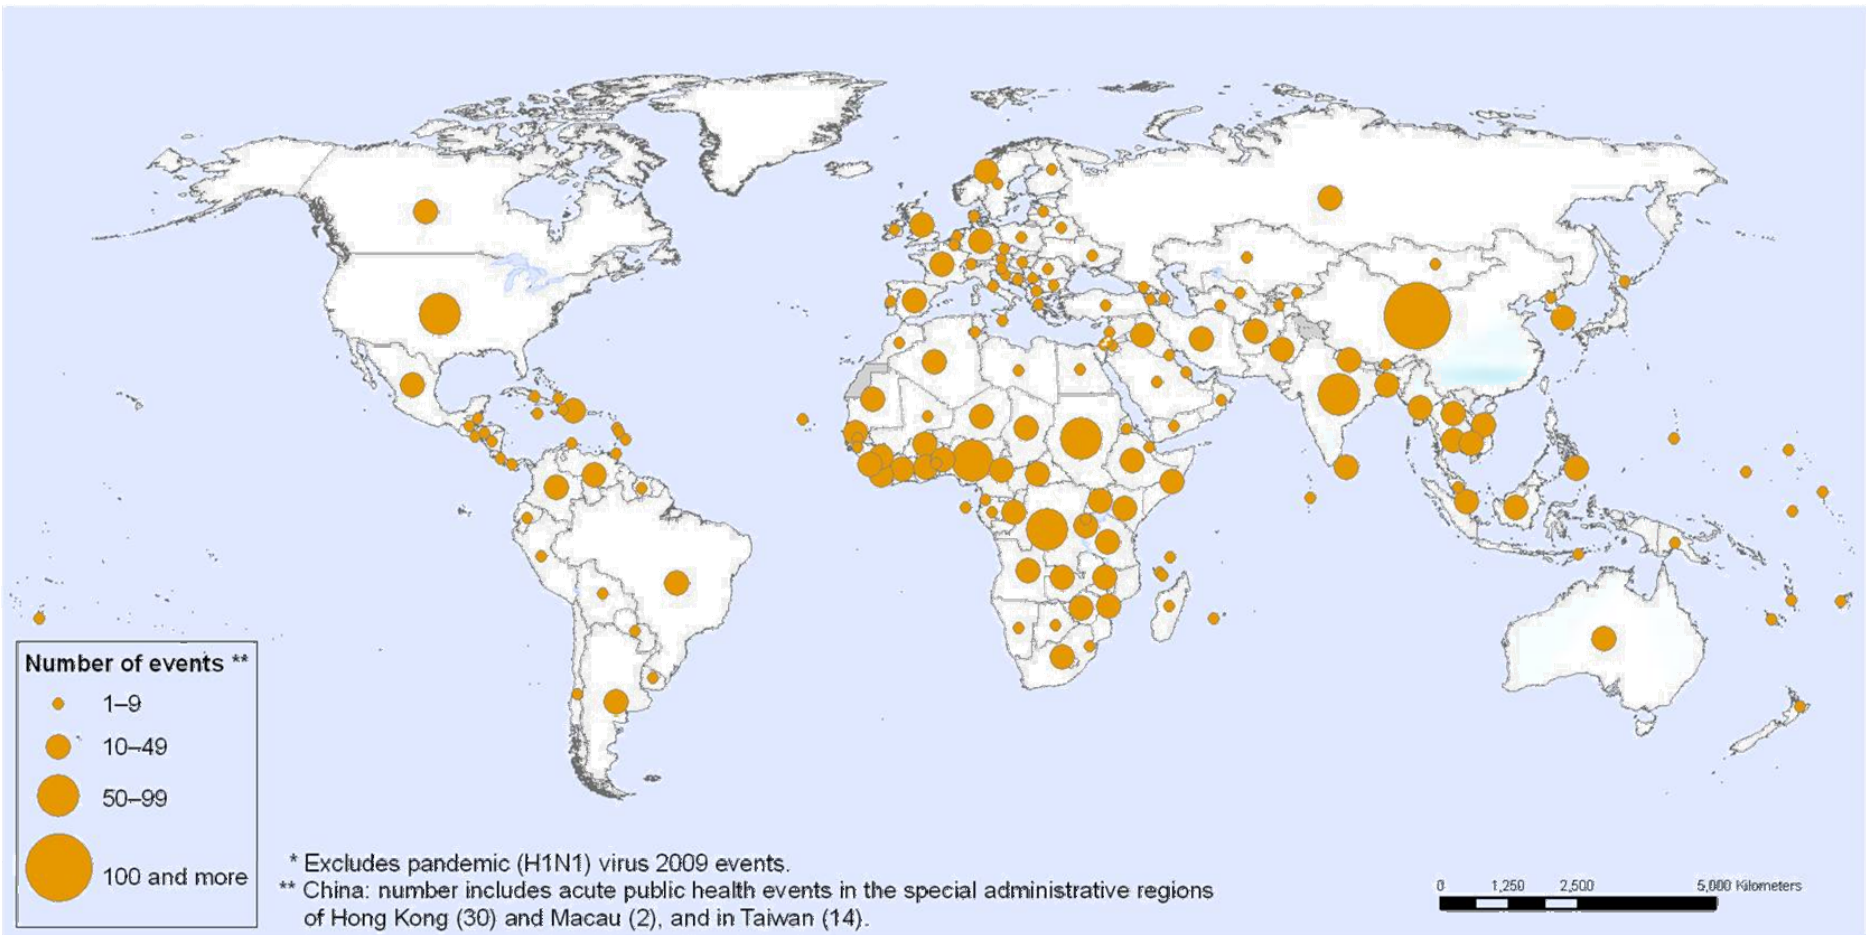 Number of events **
1–9
10–49
50–99
100 and more
* Excludes pandemic (H1N1) virus 2009 events.
** China: number includes acute public health events in the special administrative regions
of Hong Kong (30) and Macau (2), and in Taiwan (14).
0 1,250 2,500 5,000 Kilometers